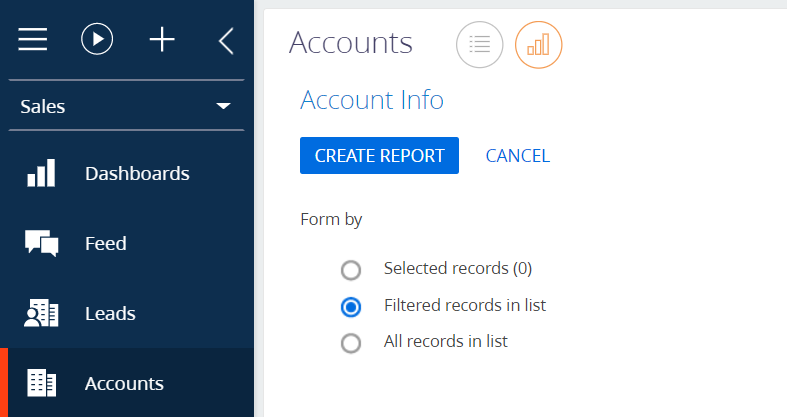 Sales
Dashboards
Feed
Leads
Accounts
Accounts
Account Info
CREATE REPORT CANCEL
Form by
Selected records (0)
Filtered records in list
All records in list